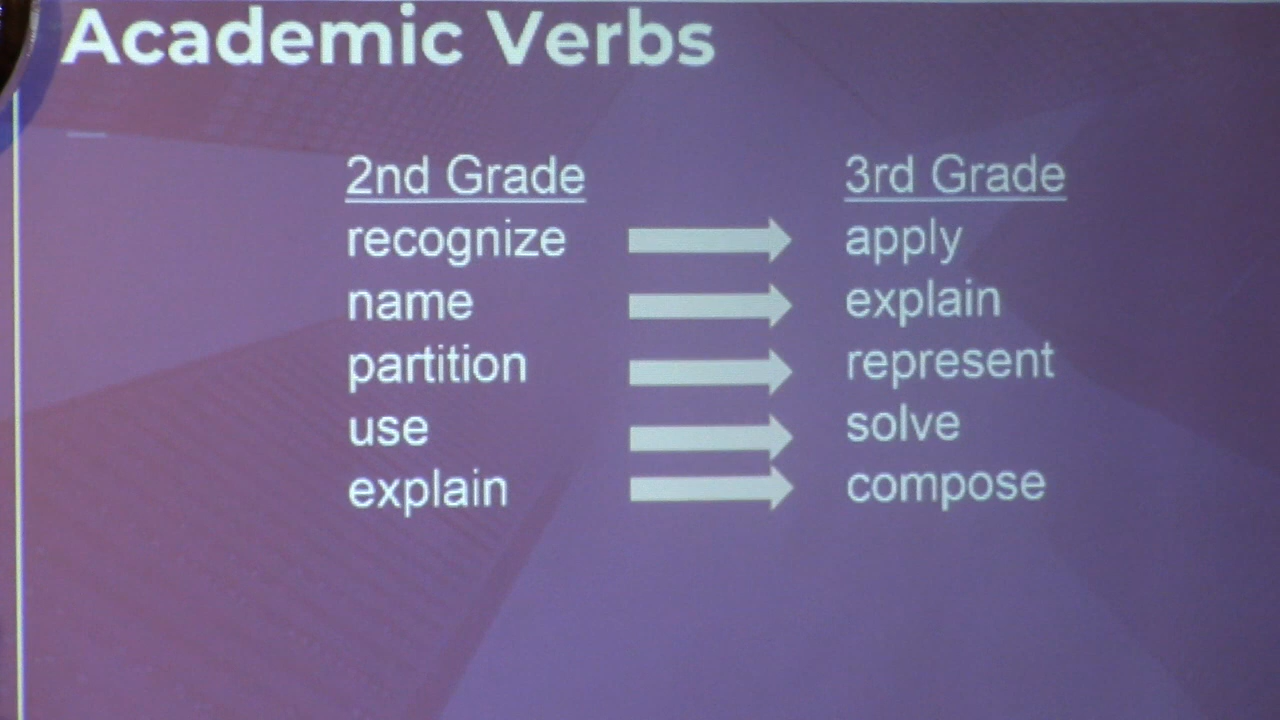 Academic Verbs
2nd Grade 3rd Grade
recognize apply
name explain
partition represent
use solve
explain compose